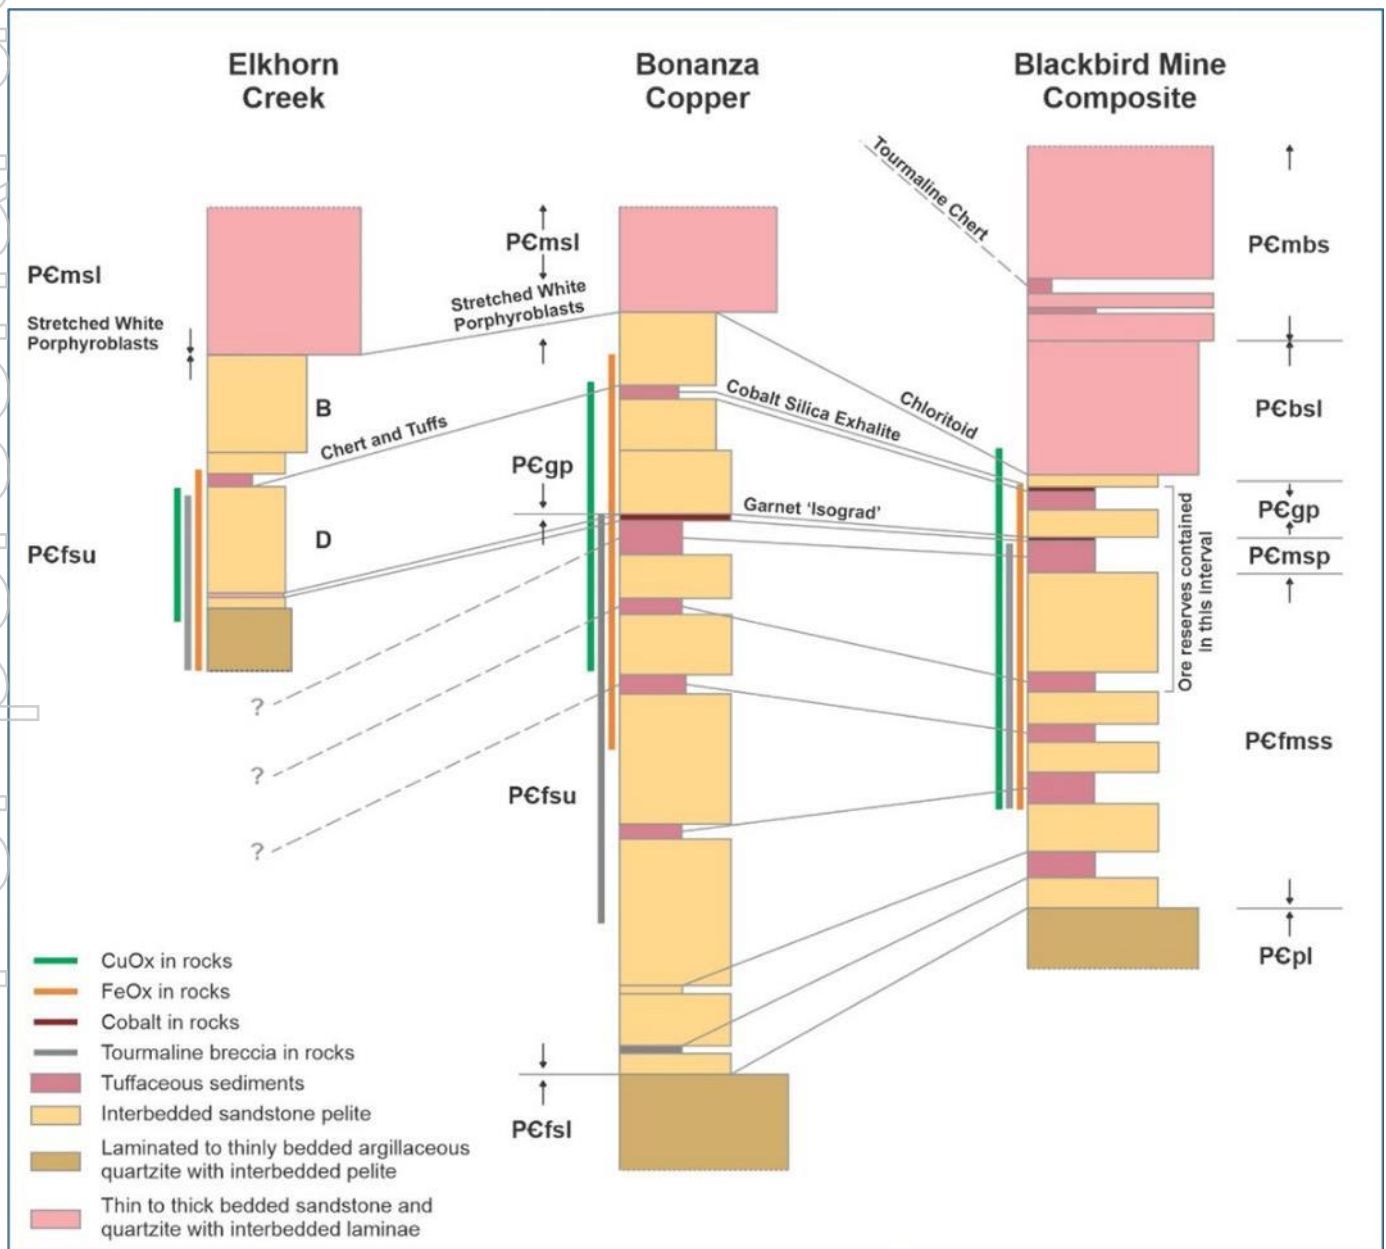 Elkhorn
Creek
Bonanza
Copper
Blackbird Mine
Composite
PЄmsl
Stretched White
Porphyroblasts
B
D
PЄfsu
Chert and Tuffs
PЄmsl
Stretched White
Porphyroblasts
PЄgp
PЄfsu
PЄfsl
Cobalt Silica Exhalite
Chloritoid
Garnet ‘Isograd’
Tourmaline Chert
PЄmbs
PЄbsl
PЄgp
PЄmsp
PЄfmss
PЄpl
Ore reserves contained
in this interval
?
?
?
CuOx in rocks
FeOx in rocks
Cobalt in rocks
Tourmaline breccia in rocks
Tuffaceous sediments
Interbedded sandstone pelite
Laminated to thinly bedded argillaceous
quartzite with interbedded pelite
Thin to thick bedded sandstone and
quartzite with interbedded laminae